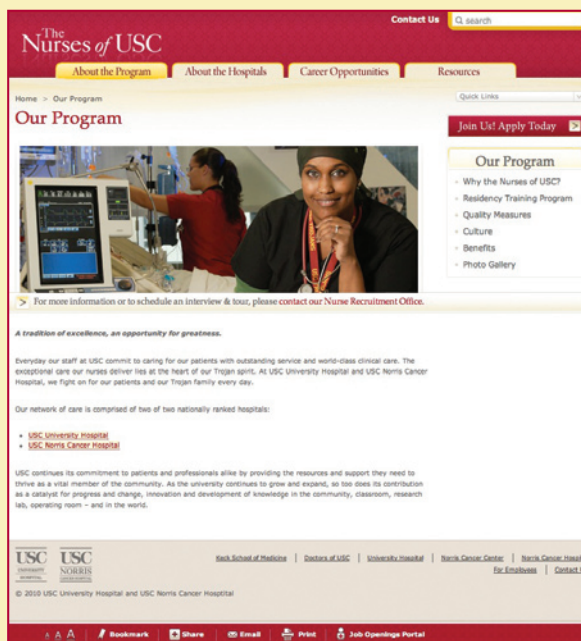 The
Nurses of USC
Contact Us
search
About the Program
About the Hospitals
Career Opportunities
Resources
Home > Our Program
Quick Links
Our Program
Join Us! Apply Today
Our Program
Why the Nurses of USC?
Residency Training Program
Quality Measures
Culture
Benefits
Photo Gallery
For more information or to schedule an interview & tour, please contact our Nurse Recruitment Office.
A tradition of excellence, an opportunity for greatness.
Everyday our staff at USC commit to caring for our patients with outstanding service and world-class clinical care. The
exceptional care our nurses deliver lies at the heart of our Trojan spirit. At USC University Hospital and USC Norris Cancer
Hospital, we fight on for our patients and our Trojan family every day.
Our network of care is comprised of two of two nationally ranked hospitals:
USC University Hospital
USC Norris Cancer Hospital
USC continues its commitment to patients and professionals alike by providing the resources and support they need to
thrive as a vital member of the community. As the university continues to grow and expand, so too does its contribution
as a catalyst for progress and change, innovation and development of knowledge in the community, classroom, research
lab, operating room – and in the world.
USC
UNIVERSITY
HOSPITAL
USC
NORRIS
CANCER HOSPITAL
Keck School of Medicine | Doctors of USC | University Hospital | Norris Cancer Center | Norris Cancer Hospi
For Employees | Contact U
© 2010 USC University Hospital and USC Norris Cancer Hosptital
A A A | Bookmark | Share | Email | Print | Job Openings Portal